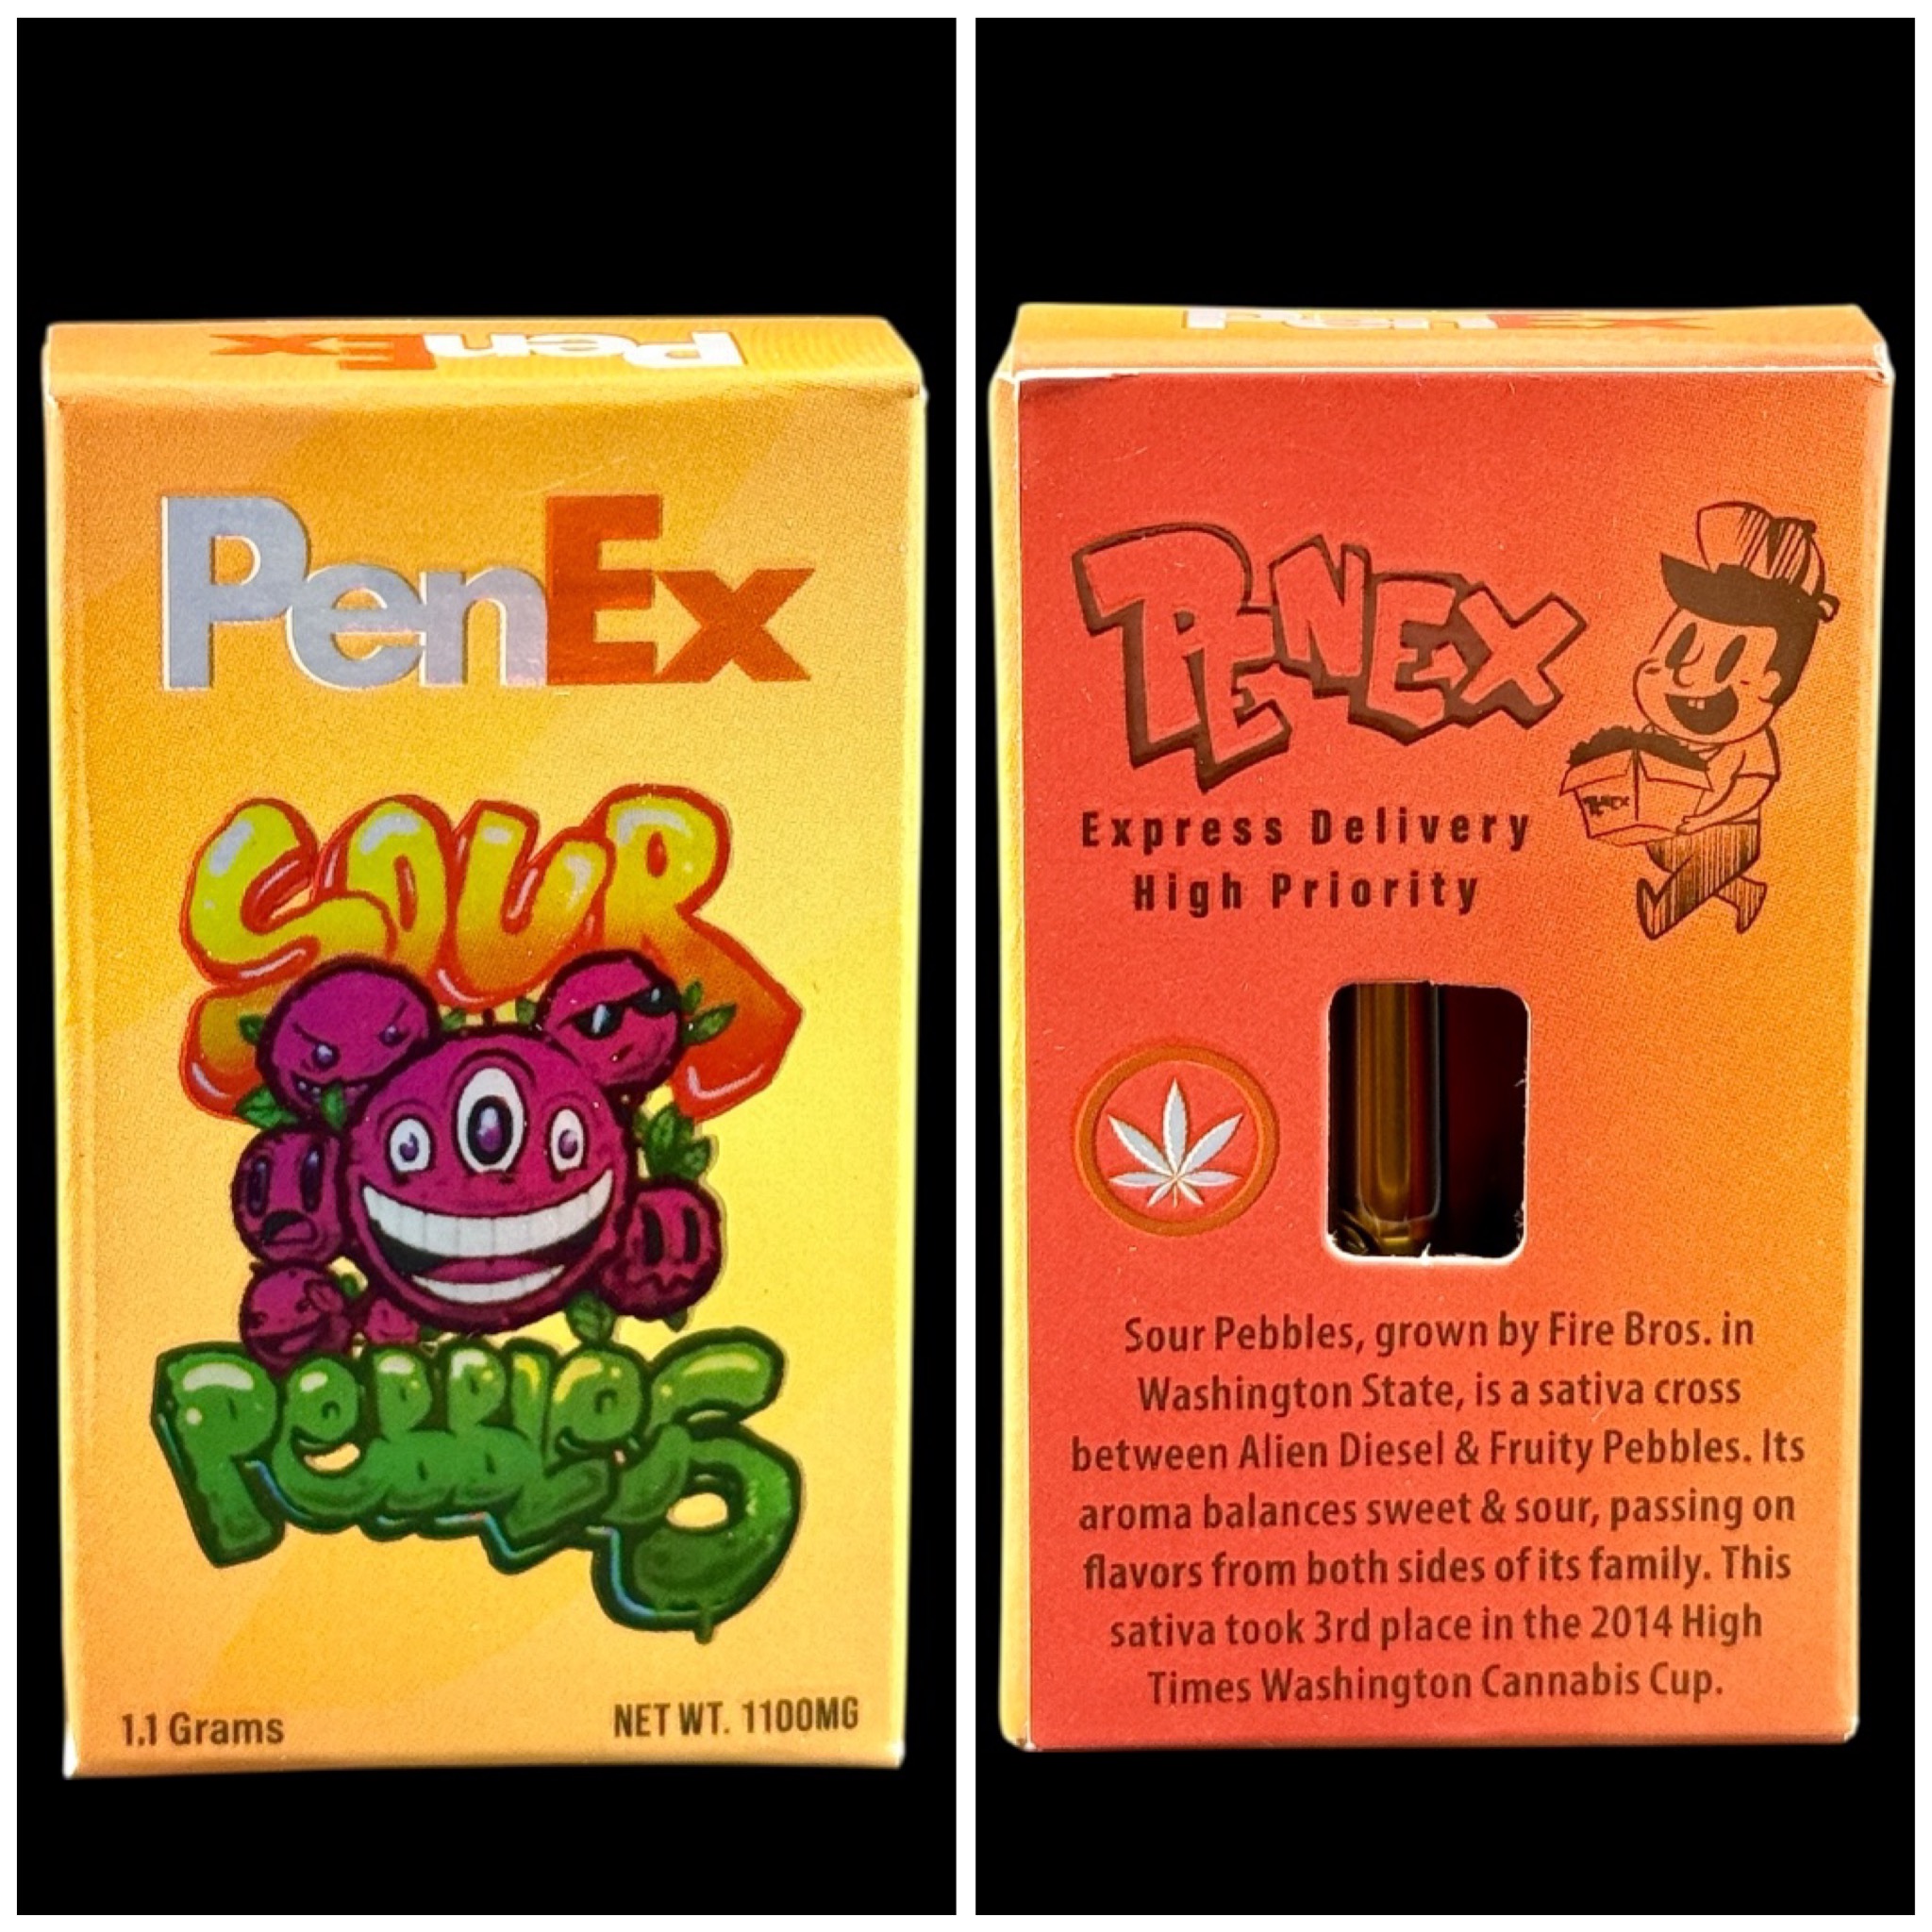 PenEx
PenEx
SOUR
Pebbles
1.1 Grams
NET WT. 1100MG
PenEx
PENEX
PENEX
Express Delivery
High Priority
Sour Pebbles, grown by Fire Bros. in
Washington State, is a sativa cross
between Alien Diesel & Fruity Pebbles. Its
aroma balances sweet & sour, passing on
flavors from both sides of its family. This
sativa took 3rd place in the 2014 High
Times Washington Cannabis Cup.